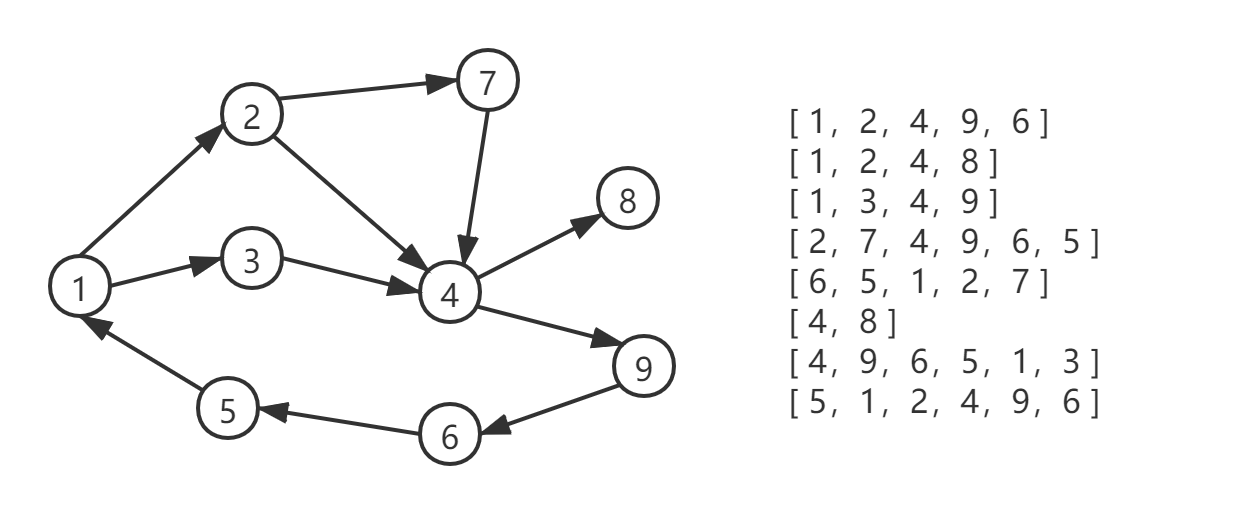 7
2
8
3
1
4
9
5
6
[ 1, 2, 4, 9, 6 ]
[ 1, 2, 4, 8 ]
[ 1, 3, 4, 9 ]
[ 2, 7, 4, 9, 6, 5 ]
[ 6, 5, 1, 2, 7 ]
[ 4, 8 ]
[ 4, 9, 6, 5, 1, 3 ]
[ 5, 1, 2, 4, 9, 6 ]